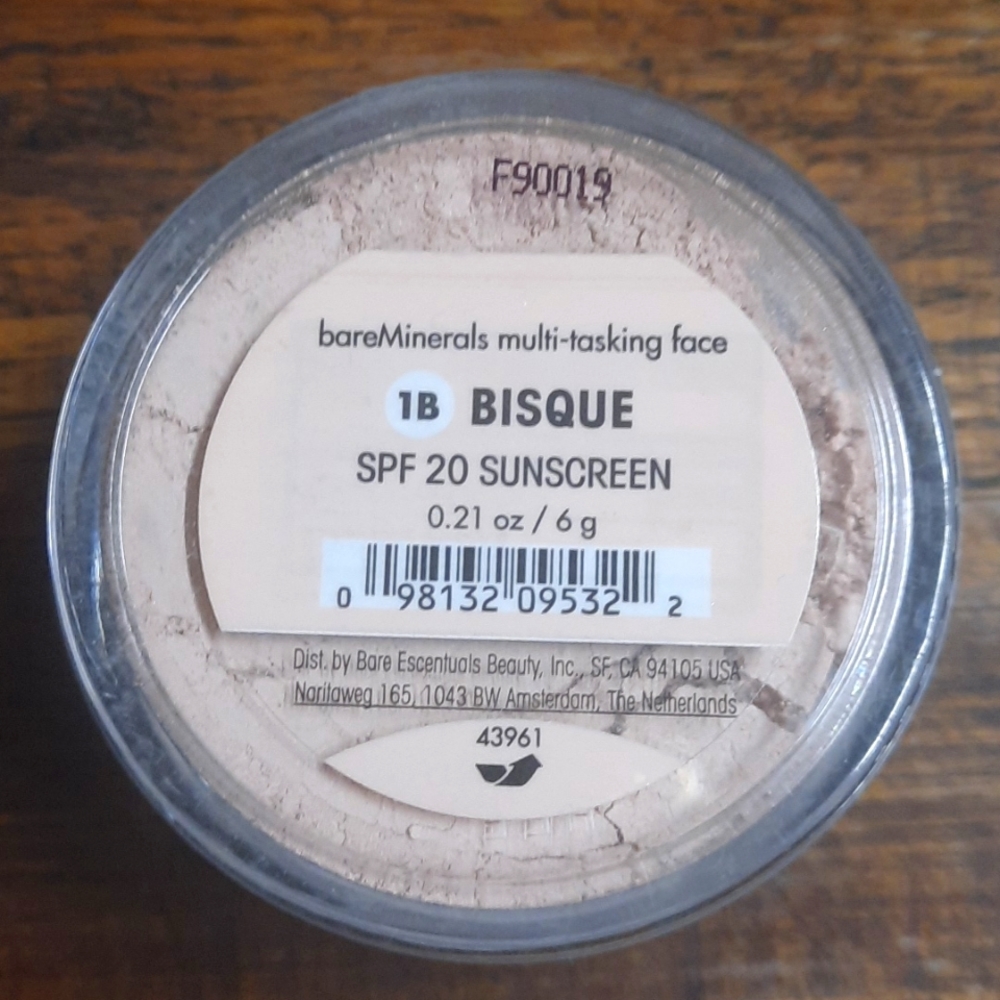 F90019
bareMinerals multi-tasking face
1B BISQUE
SPF 20 SUNSCREEN
0.21 oz / 6 g
0 98132 09532 2
Dist. by Bare Escentuals Beauty, Inc., SF, CA 94105 USA
Naritaweg 165, 1043 BW Amsterdam, The Netherlands
43961